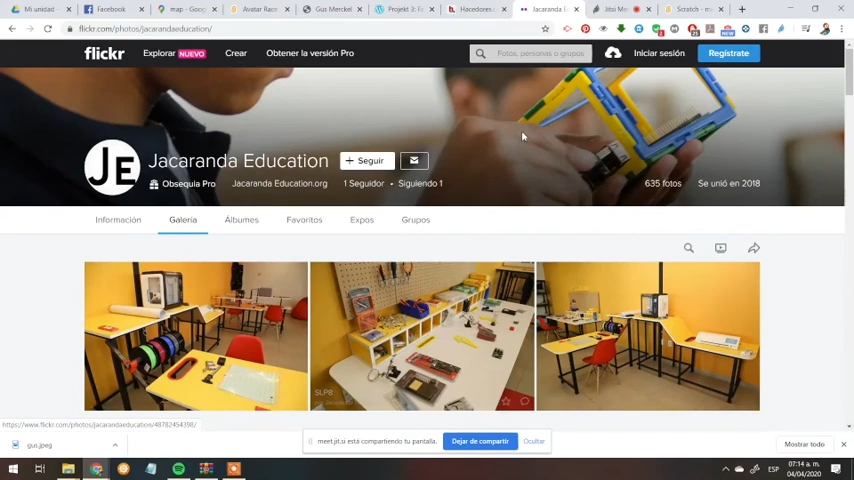 Mi unidad
map - Goog
Avatar Race
Gus Merckel
Projekt 2: E
Hacedores.
Jacaranda E
Jitsi Me
Scratch - m
flickr.com/photos/jacarandaeducation/
flickr
Explorar NUEVO
Crear
Obtener la versión Pro
Fotos, personas o grupos
Iniciar sesión
Regístrate
JE
Jacaranda Education
+ Seguir
Obsequia Pro
Jacaranda Education.org
1 Seguidor • Siguiendo 1
635 fotos
Se unió en 2018
Información
Galería
Álbumes
Favoritos
Expos
Grupos
SLP8
https://www.flickr.com/photos/jacarandaeducation/48782454398/
gus.jpeg
meet.jit.si está compartiendo tu pantalla.
Dejar de compartir
Ocultar
Mostrar todo
ESP
07:14 a. m.
04/04/2020